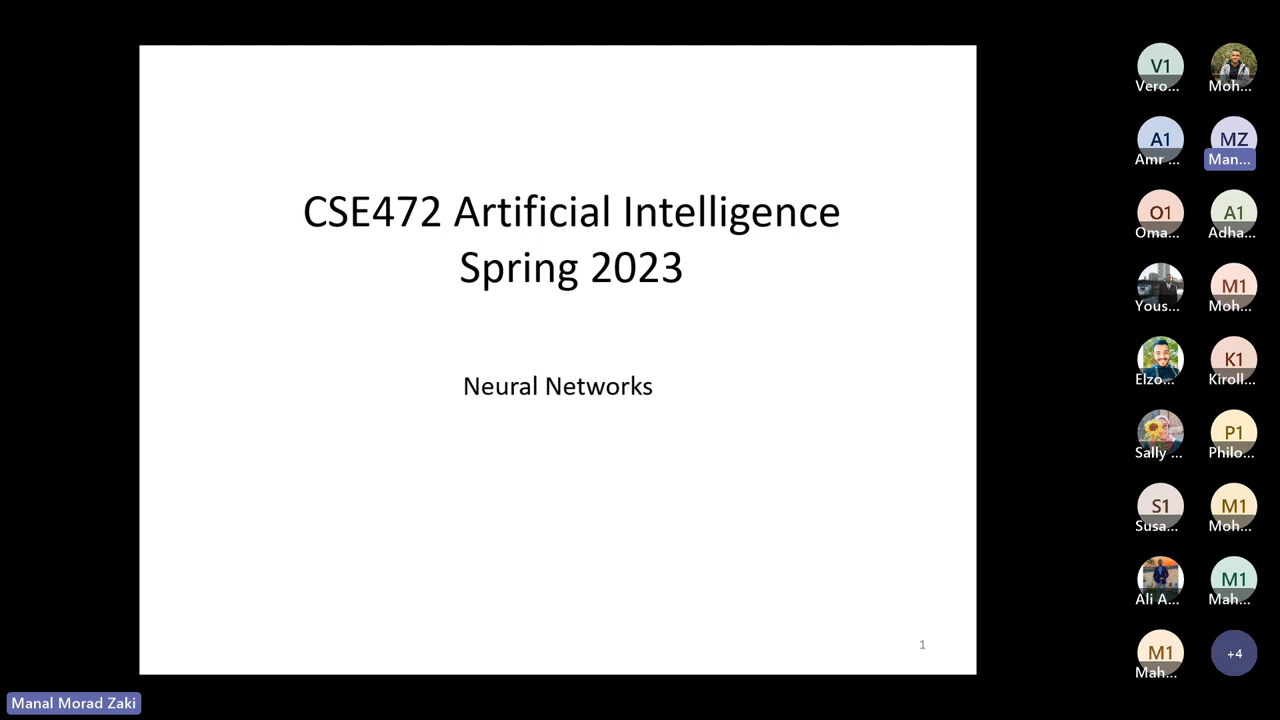 CSE472 Artificial Intelligence
Spring 2023
Neural Networks
1
V1
Vero...
Moh...
A1
Amr ...
MZ
Man...
O1
Oma...
A1
Adha...
Yous...
M1
Moh...
Elzo...
K1
Kiroll...
Sally ...
P1
Philo...
S1
Susa...
M1
Moh...
Ali A...
M1
Mah...
M1
Mah...
+4
Manal Morad Zaki